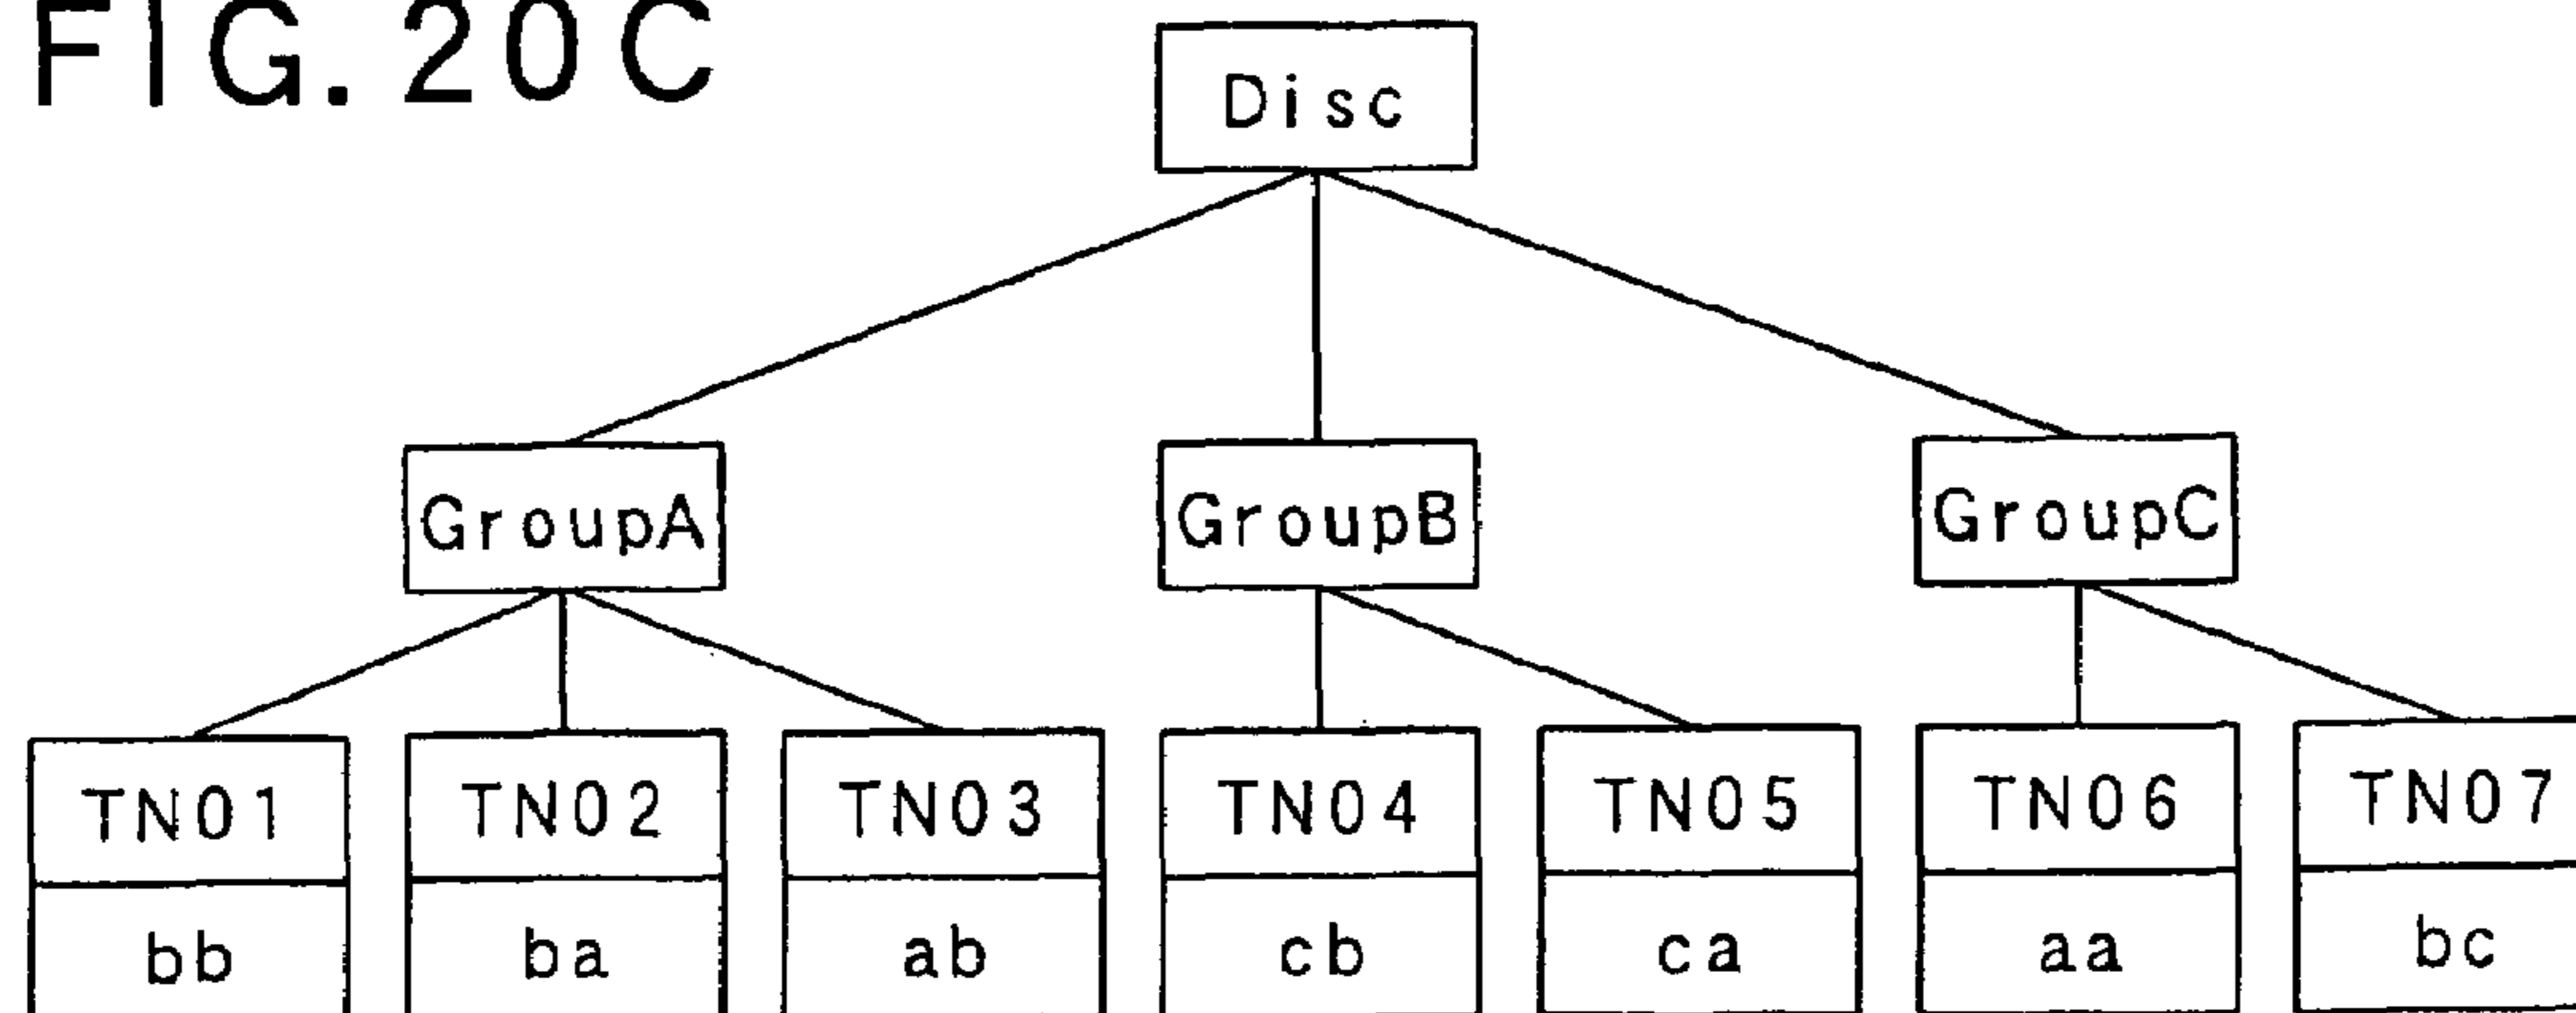 FIG. 20C
Disc
GroupA GroupB GroupC
TN01 TN02 TN03 TN04 TN05 TN06 TN07
bb ba ab cb ca aa bc